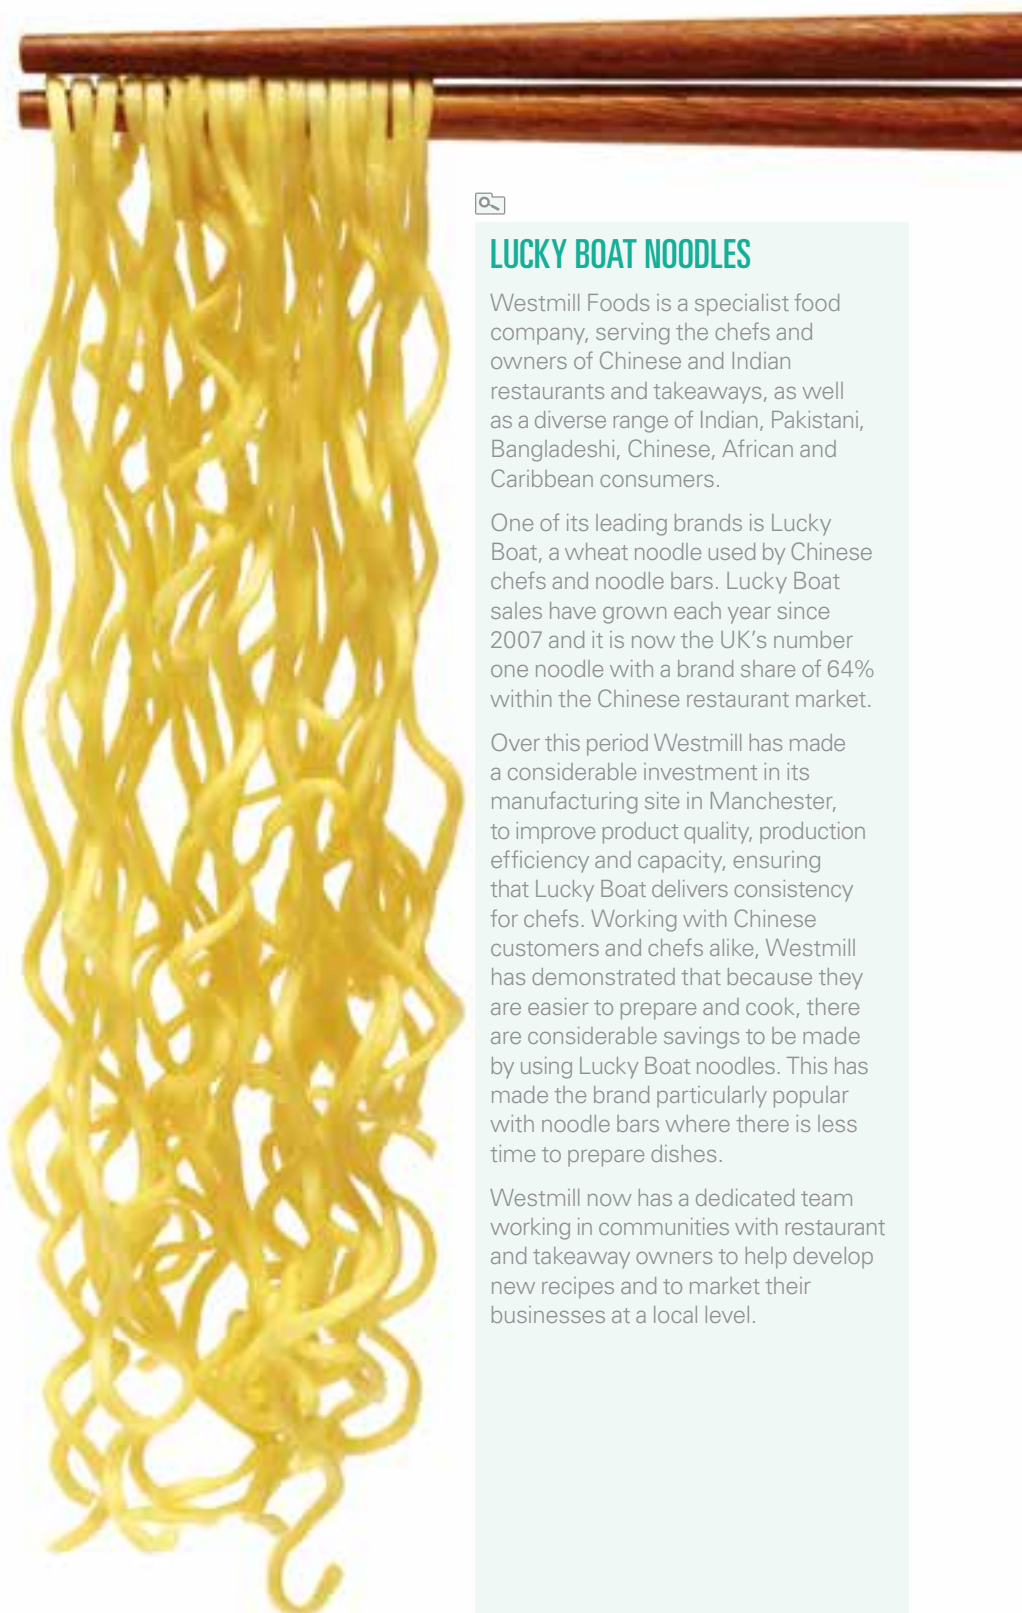 LUCKY BOAT NOODLES
Westmill Foods is a specialist food
company, serving the chefs and
owners of Chinese and Indian
restaurants and takeaways, as well
as a diverse range of Indian, Pakistani,
Bangladeshi, Chinese, African and
Caribbean consumers.
One of its leading brands is Lucky
Boat, a wheat noodle used by Chinese
chefs and noodle bars. Lucky Boat
sales have grown each year since
2007 and it is now the UK’s number
one noodle with a brand share of 64%
within the Chinese restaurant market.
Over this period Westmill has made
a considerable investment in its
manufacturing site in Manchester,
to improve product quality, production
efficiency and capacity, ensuring
that Lucky Boat delivers consistency
for chefs. Working with Chinese
customers and chefs alike, Westmill
has demonstrated that because they
are easier to prepare and cook, there
are considerable savings to be made
by using Lucky Boat noodles. This has
made the brand particularly popular
with noodle bars where there is less
time to prepare dishes.
Westmill now has a dedicated team
working in communities with restaurant
and takeaway owners to help develop
new recipes and to market their
businesses at a local level.